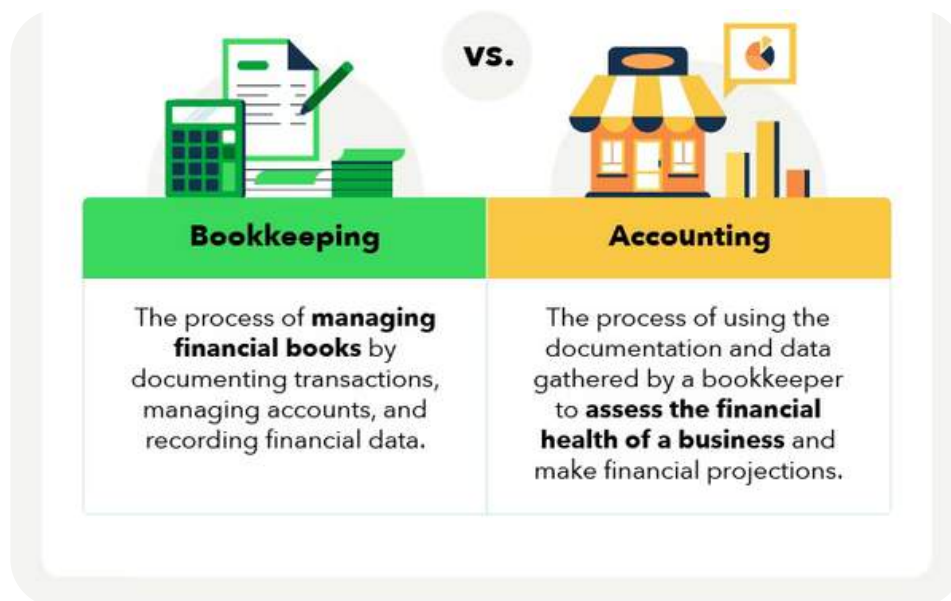 vs.
Bookkeeping
Accounting
The process of managing
financial books by
documenting transactions,
managing accounts, and
recording financial data.
The process of using the
documentation and data
gathered by a bookkeeper
to assess the financial
health of a business and
make financial projections.